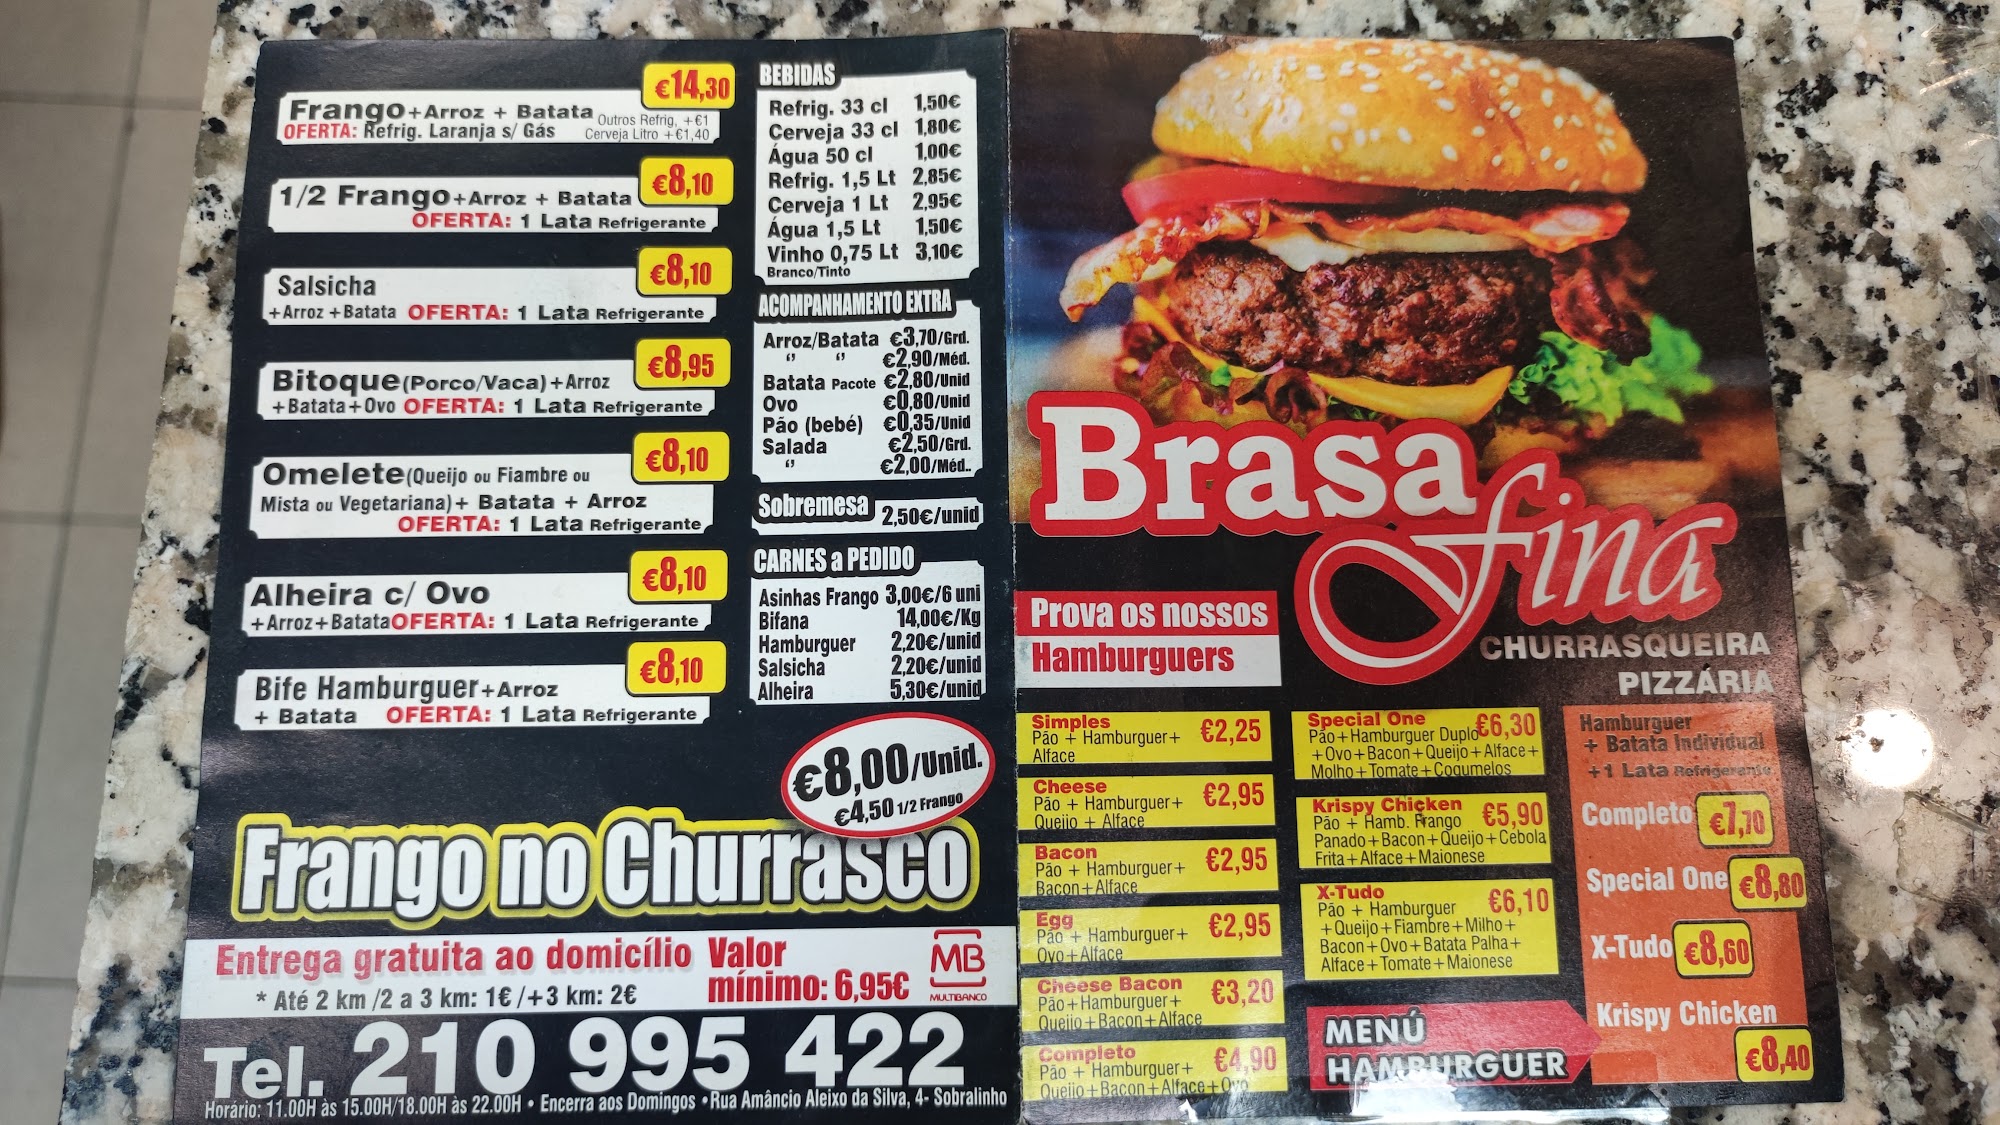 €14,30
Frango+Arroz + Batata
Outros Refrig, +€1
OFERTA: Refrig. Laranja s/ Gás
Cerveja Litro +€1,40
€8,10
1/2 Frango+Arroz + Batata
OFERTA: 1 Lata Refrigerante
€8,10
Salsicha
+Arroz +Batata OFERTA: 1 Lata Refrigerante
€8,95
Bitoque(Porco/Vaca)+Arroz
+Batata+Ovo OFERTA: 1 Lata Refrigerante
€8,10
Omelete(Queijo ou Fiambre ou
Mista ou Vegetariana)+ Batata + Arroz
OFERTA: 1 Lata Refrigerante
€8,10
Alheira c/ Ovo
+Arroz+Batata OFERTA: 1 Lata Refrigerante
€8,10
Bife Hamburguer+Arroz
+ Batata OFERTA: 1 Lata Refrigerante
BEBIDAS
Refrig. 33 cl 1,50€
Cerveja 33 cl 1,80€
Água 50 cl 1,00€
Refrig. 1,5 Lt 2,85€
Cerveja 1 Lt 2,95€
Água 1,5 Lt 1,50€
Vinho 0,75 Lt 3,10€
Branco/Tinto
ACOMPANHAMENTO EXTRA
Arroz/Batata €3,70/Grd.
“ “ €2,90/Méd.
Batata Pacote €2,80/Unid
Ovo €0,80/Unid
Pão (bebé) €0,35/Unid
Salada €2,50/Grd.
“ €2,00/Méd..
Sobremesa 2,50€/unid
CARNES a PEDIDO
Asinhas Frango 3,00€/6 uni
Bifana 14,00€/Kg
Hamburguer 2,20€/unid
Salsicha 2,20€/unid
Alheira 5,30€/unid
€8,00/Unid.
€4,50 1/2 Frango
Frango no Churrasco
Entrega gratuita ao domicílio Valor
mínimo: 6,95€
* Até 2 km /2 a 3 km: 1€ /+3 km: 2€
MB
MULTIBANCO
Tel. 210 995 422
Horário: 11.00H às 15.00H/18.00H às 22.00H • Encerra aos Domingos • Rua Amâncio Aleixo da Silva, 4- Sobralinho
Brasa
fina
CHURRASQUEIRA
PIZZÁRIA
Prova os nossos
Hamburguers
Simples €2,25
Pão + Hamburguer+
Alface
Cheese €2,95
Pão + Hamburguer+
Queijo + Alface
Bacon €2,95
Pão + Hamburguer+
Bacon+Alface
Egg €2,95
Pão + Hamburguer+
Ovo+Alface
Cheese Bacon €3,20
Pão+Hamburguer+
Queijo+Bacon+Alface
Completo €4,90
Pão + Hamburguer+
Queijo+Bacon+Alface+Ovo
Special One €6,30
Pão+Hamburguer Duplo
+Ovo+Bacon+Queijo+Alface+
Molho+Tomate+Cogumelos
Krispy Chicken €5,90
Pão + Hamb. Frango
Panado+Bacon+Queijo+Cebola
Frita+Alface+Maionese
X-Tudo €6,10
Pão + Hamburguer
+Queijo+Fiambre+Milho+
Bacon+Ovo+Batata Palha+
Alface+Tomate+Maionese
MENÚ
HAMBURGUER
Hamburguer
+ Batata Individual
+1 Lata Refrigerante
Completo €7,70
Special One €8,80
X-Tudo €8,60
Krispy Chicken
€8,40